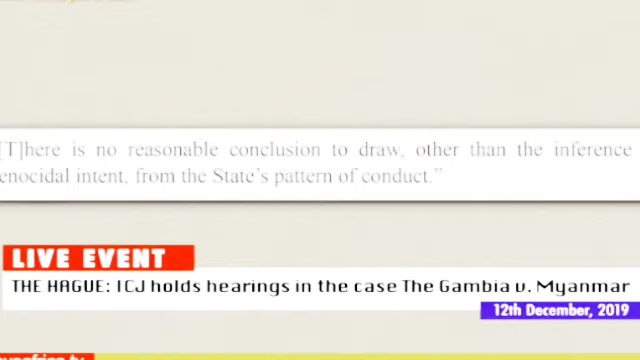 [T]here is no reasonable conclusion to draw, other than the inference
enocidal intent, from the State's pattern of conduct."
LIVE EVENT
THE HAGUE: ICJ holds hearings in the case The Gambia v. Myanmar
12th December, 2019